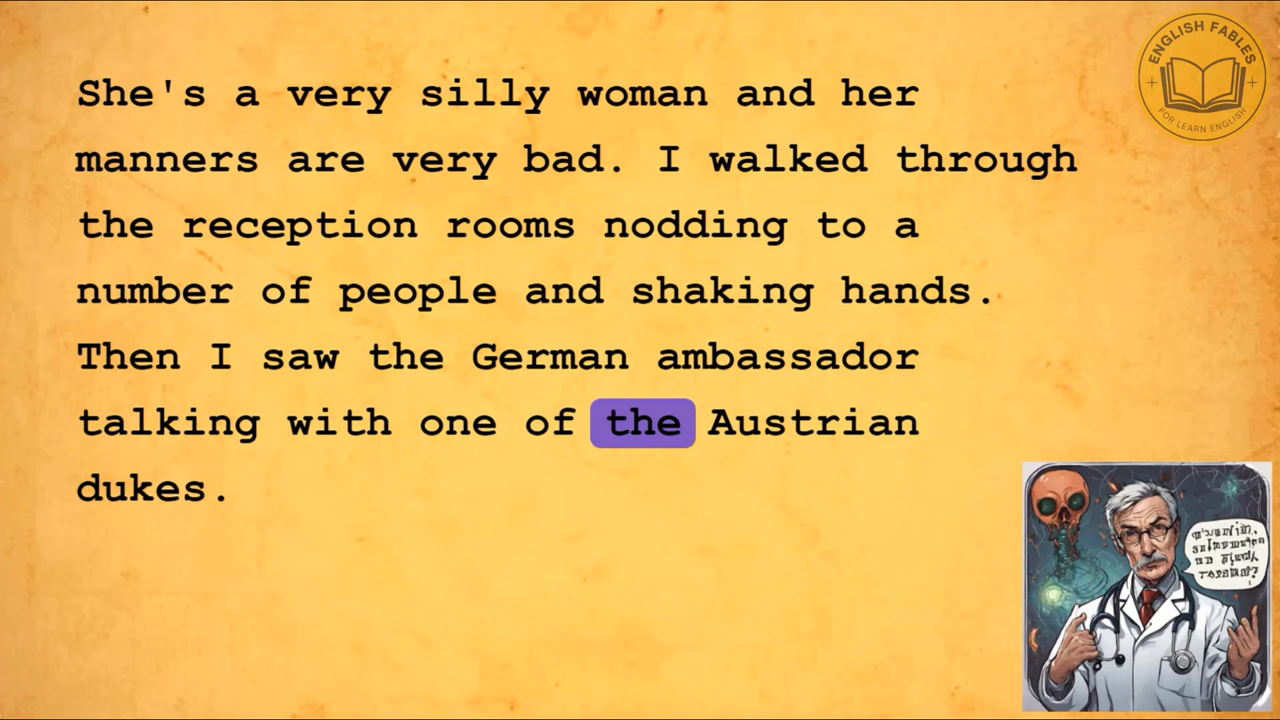 She's a very silly woman and her
manners are very bad. I walked through
the reception rooms nodding to a
number of people and shaking hands.
Then I saw the German ambassador
talking with one of the Austrian
dukes.
ENGLISH FABLES
FOR LEARN ENGLISH